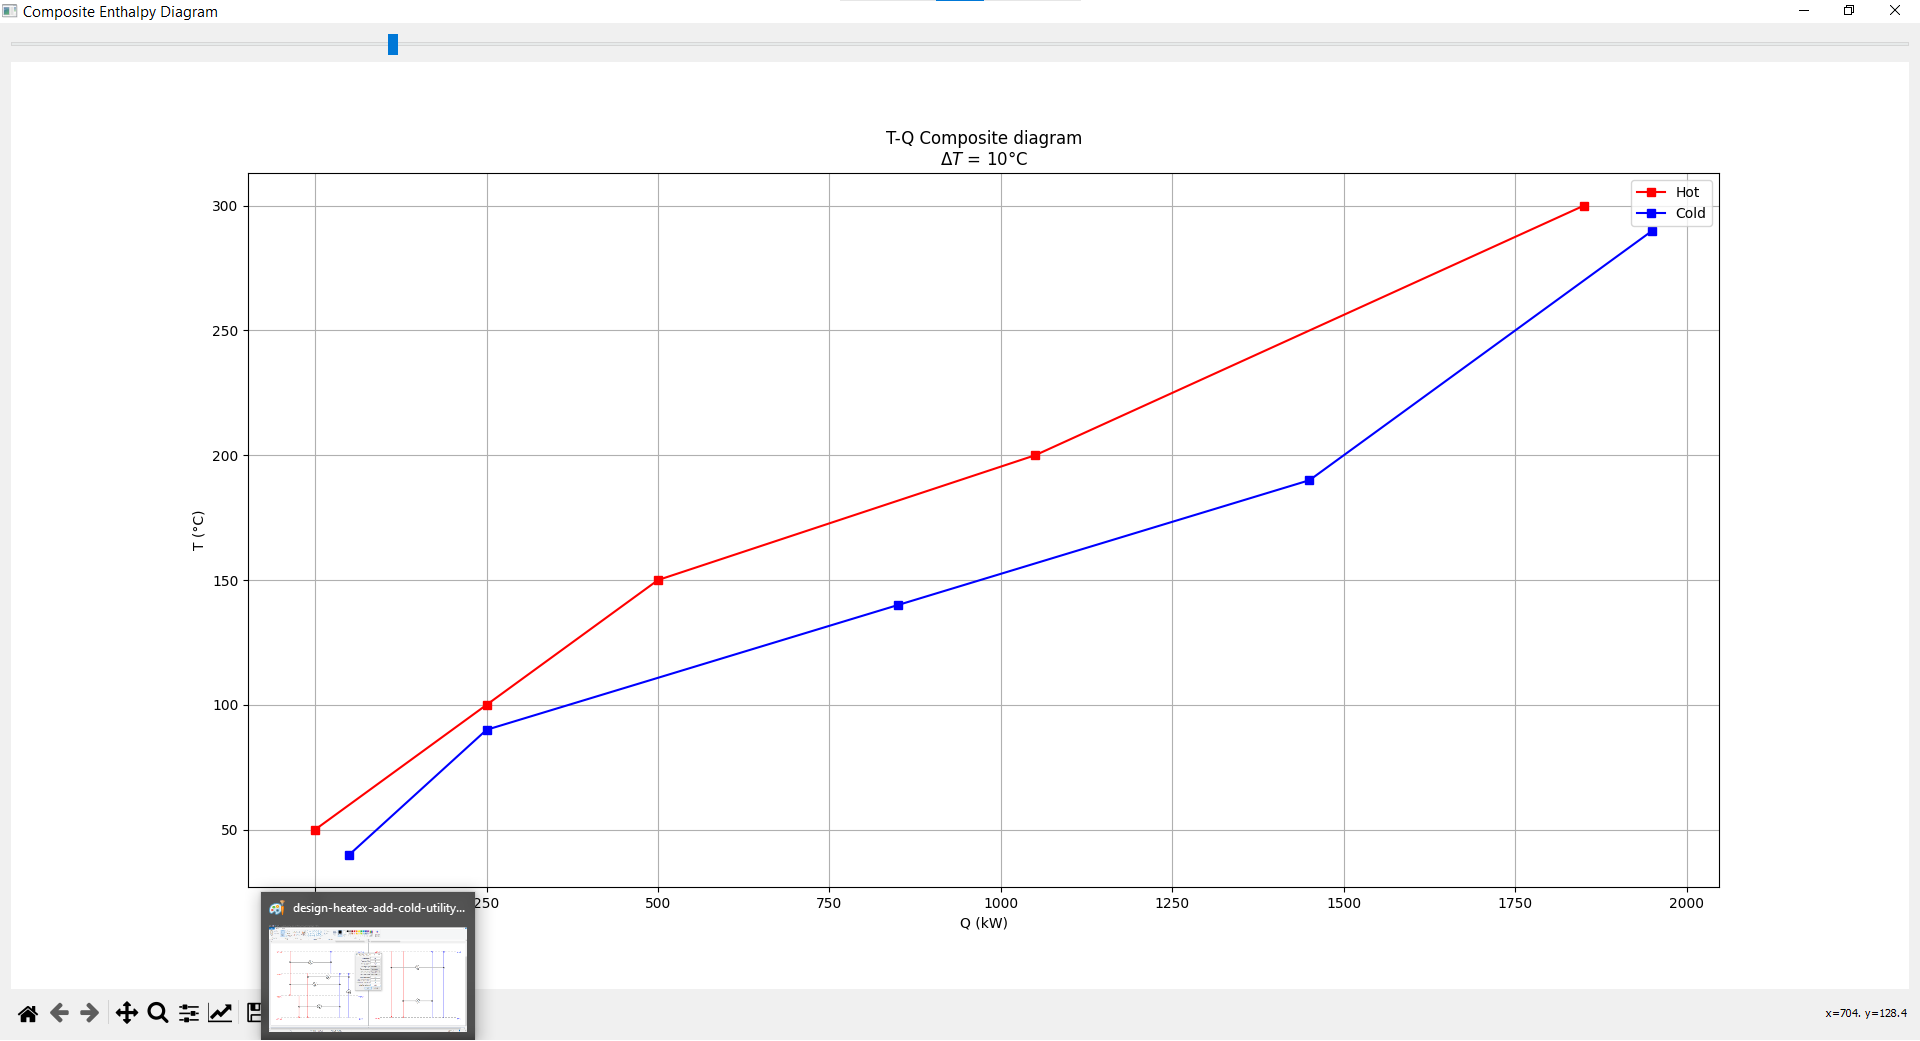 Composite Enthalpy Diagram
T-Q Composite diagram
ΔT = 10°C
Hot
Cold
300
250
200
150
100
50
T (°C)
250
500
750
1000
1250
1500
1750
2000
Q (kW)
design-heatex-add-cold-utility...
x=704. y=128.4